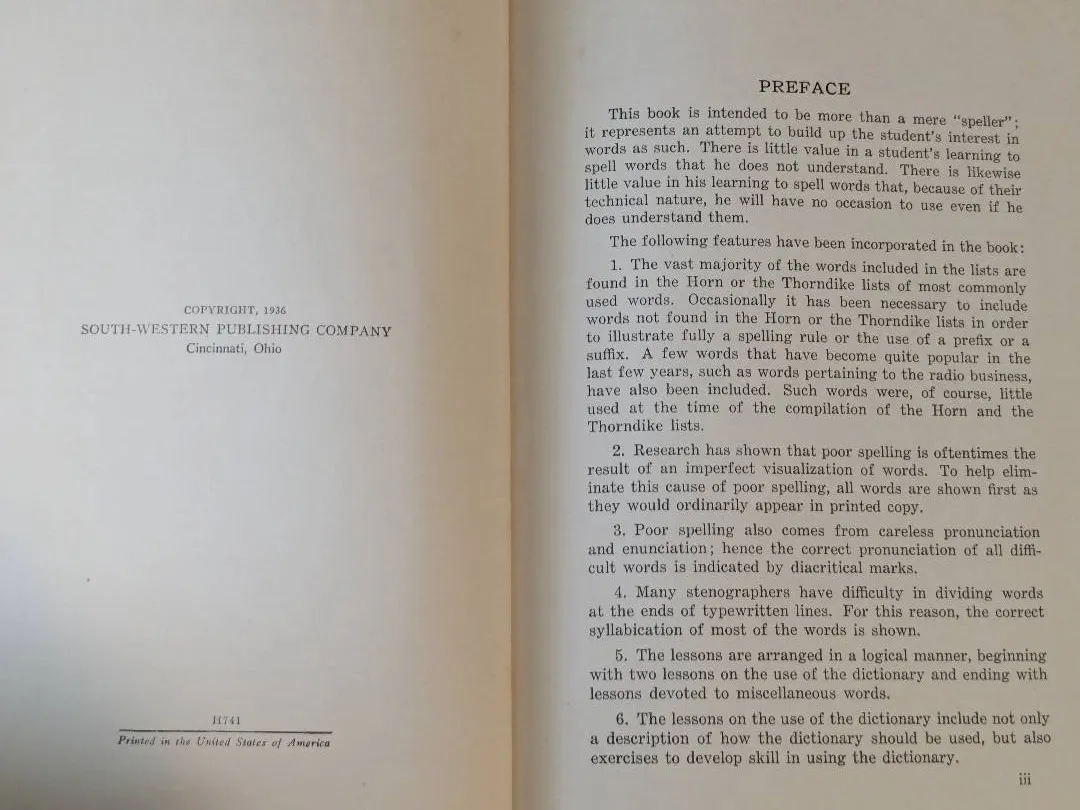 COPYRIGHT, 1936
SOUTH-WESTERN PUBLISHING COMPANY
Cincinnati, Ohio
11741
Printed in the United States of America
PREFACE
This book is intended to be more than a mere “speller”;
it represents an attempt to build up the student’s interest in
words as such. There is little value in a student’s learning to
spell words that he does not understand. There is likewise
little value in his learning to spell words that, because of their
technical nature, he will have no occasion to use even if he
does understand them.
The following features have been incorporated in the book:
1. The vast majority of the words included in the lists are
found in the Horn or the Thorndike lists of most commonly
used words. Occasionally it has been necessary to include
words not found in the Horn or the Thorndike lists in order
to illustrate fully a spelling rule or the use of a prefix or a
suffix. A few words that have become quite popular in the
last few years, such as words pertaining to the radio business,
have also been included. Such words were, of course, little
used at the time of the compilation of the Horn and the
Thorndike lists.
2. Research has shown that poor spelling is oftentimes the
result of an imperfect visualization of words. To help elim-
inate this cause of poor spelling, all words are shown first as
they would ordinarily appear in printed copy.
3. Poor spelling also comes from careless pronunciation
and enunciation; hence the correct pronunciation of all diffi-
cult words is indicated by diacritical marks.
4. Many stenographers have difficulty in dividing words
at the ends of typewritten lines. For this reason, the correct
syllabication of most of the words is shown.
5. The lessons are arranged in a logical manner, beginning
with two lessons on the use of the dictionary and ending with
lessons devoted to miscellaneous words.
6. The lessons on the use of the dictionary include not only
a description of how the dictionary should be used, but also
exercises to develop skill in using the dictionary.
iii